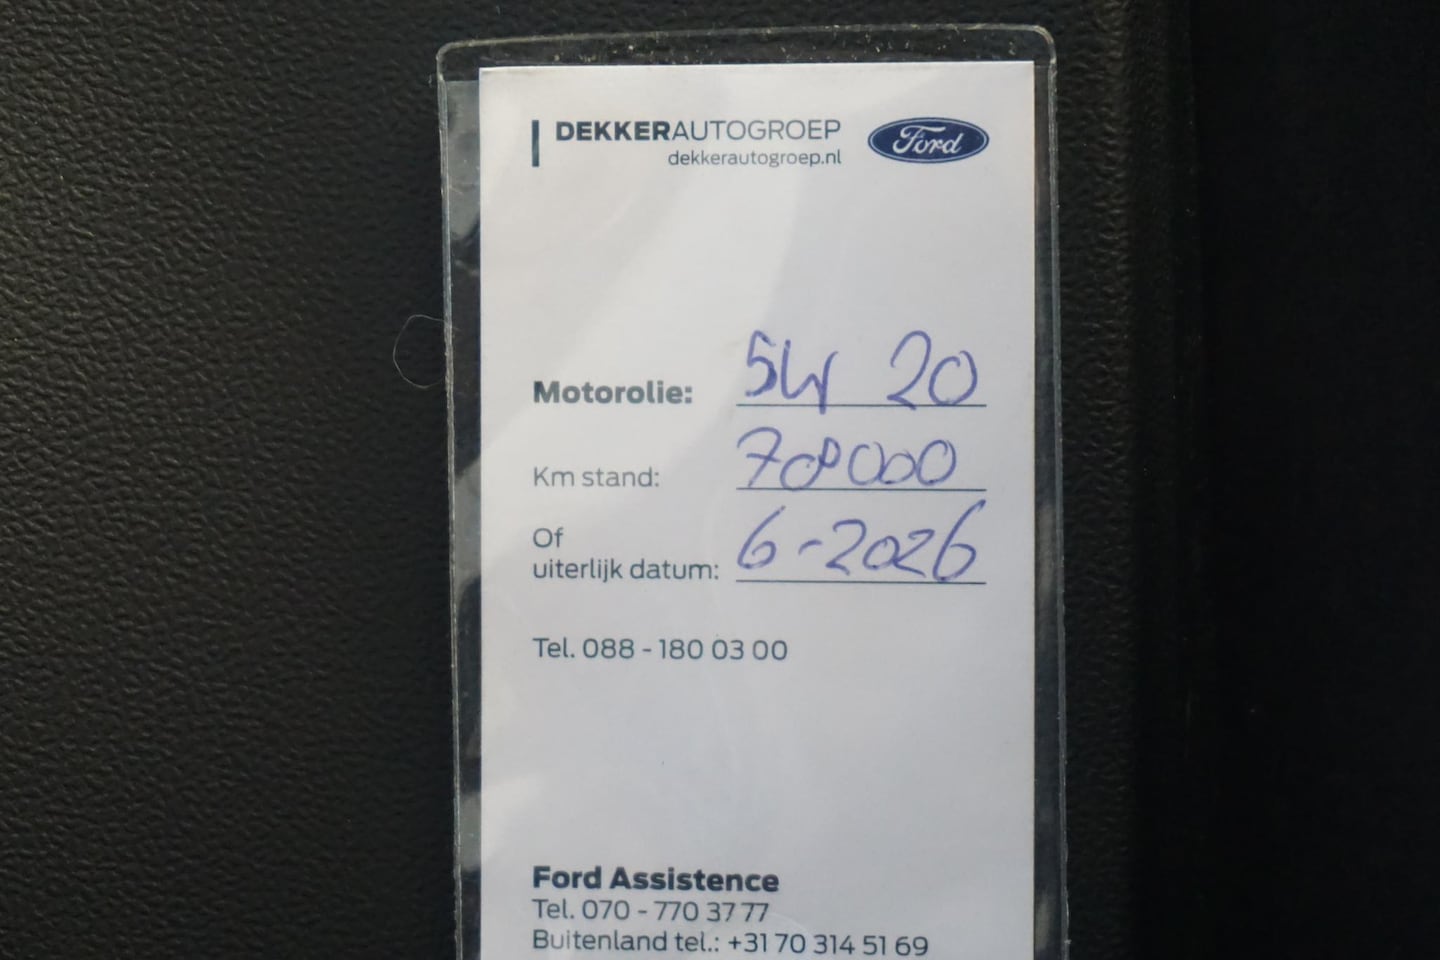 DEKKERAUTOGROEP
dekkerautogroep.nl
Ford
Motorolie: 5W 20
Km stand: 708000
Of
uiterlijk datum: 6-2026
Tel. 088 - 180 03 00
Ford Assistence
Tel. 070 - 770 37 77
Buitenland tel.: +31 70 314 51 69